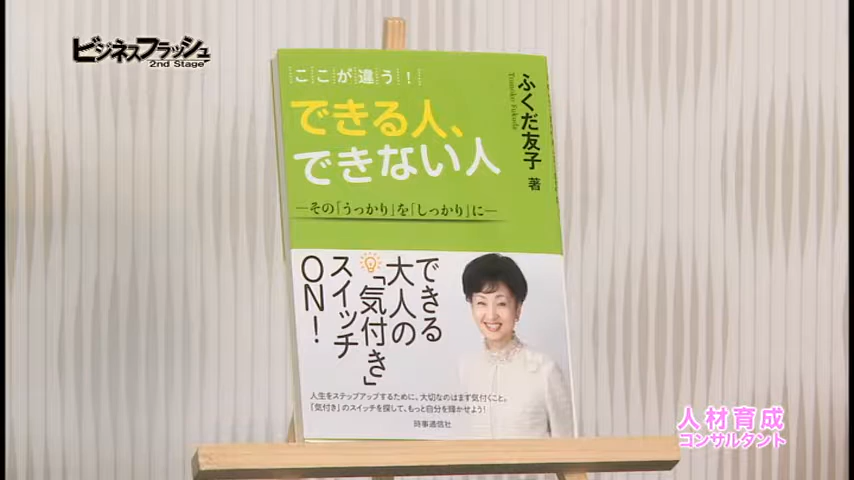 ビジネスフラッシュ
2nd Stage
ここが違う!
できる人、
できない人
―その「うっかり」を「しっかり」に―
ふくだ友子 著
Tomoko Fukuda
できる
大人の
「気付き」
スイッチ
ON!
人生をステップアップするために、大切なのはまず気付くこと。
「気付き」のスイッチを探して、もっと自分を輝かせよう!
時事通信社
人材育成
コンサルタント